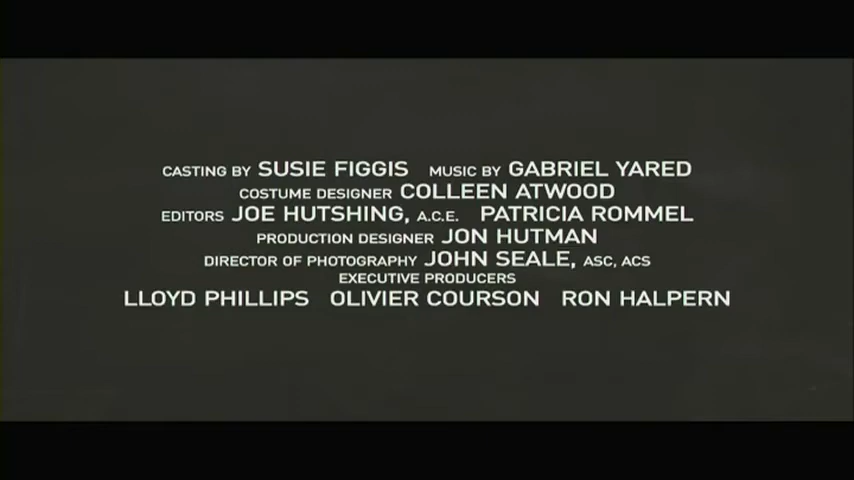 CASTING BY SUSIE FIGGIS MUSIC BY GABRIEL YARED
COSTUME DESIGNER COLLEEN ATWOOD
EDITORS JOE HUTSHING, A.C.E. PATRICIA ROMMEL
PRODUCTION DESIGNER JON HUTMAN
DIRECTOR OF PHOTOGRAPHY JOHN SEALE, ASC, ACS
EXECUTIVE PRODUCERS
LLOYD PHILLIPS OLIVIER COURSON RON HALPERN